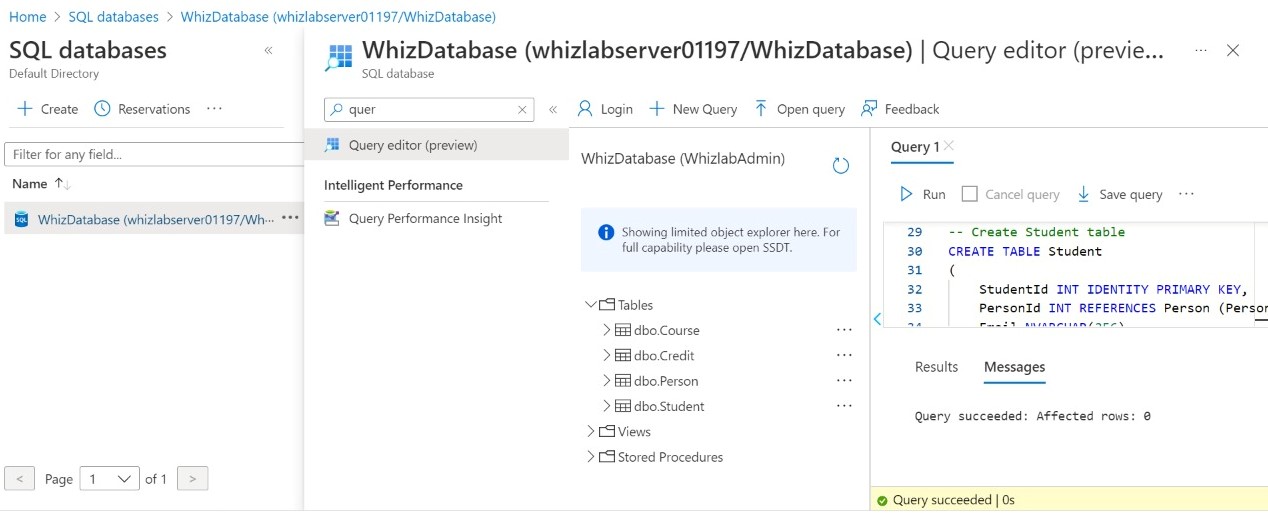 Home > SQL databases > WhizDatabase (whizlabserver01197/WhizDatabase)
SQL databases
Default Directory
Create Reservations ...
Filter for any field...
Name
WhizDatabase (whizlabserver01197/Wh... ...
< Page 1 of 1 >
WhizDatabase (whizlabserver01197/WhizDatabase) | Query editor (previe... ...
SQL database
quer
Query editor (preview)
Intelligent Performance
Query Performance Insight
Login New Query Open query Feedback
WhizDatabase (WhizlabAdmin)
Showing limited object explorer here. For
full capability please open SSDT.
Tables
dbo.Course ...
dbo.Credit ...
dbo.Person ...
dbo.Student ...
Views
Stored Procedures
Query 1
Run Cancel query Save query ...
29 -- Create Student table
30 CREATE TABLE Student
31 (
32 StudentId INT IDENTITY PRIMARY KEY,
33 PersonId INT REFERENCES Person (Person
Results Messages
Query succeeded: Affected rows: 0
Query succeeded | 0s